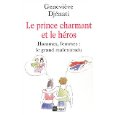 Geneviève
Djénati
Le prince charmant
et le héros
Hommes, femmes :
le grand malentendu